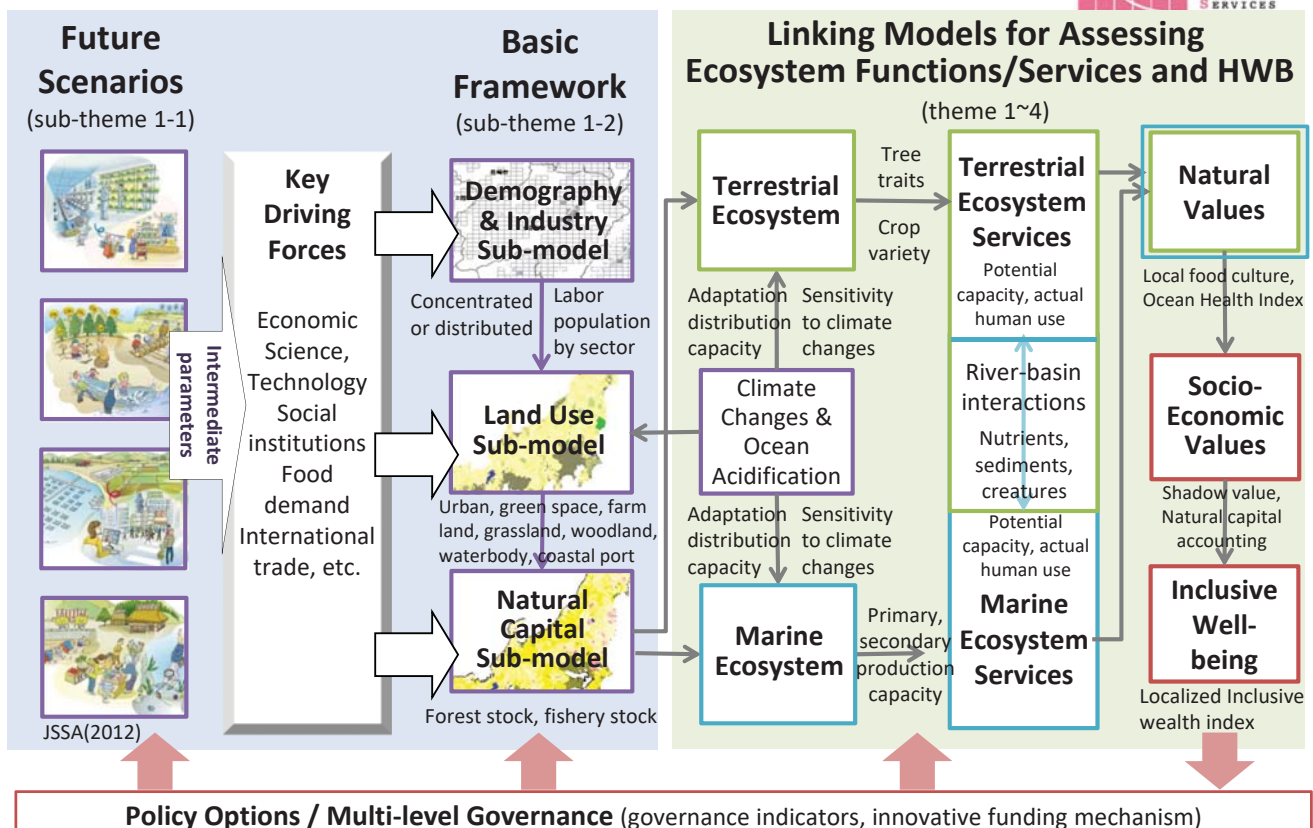 SERVICES
Future
Scenarios
(sub-theme 1-1)
JSSA(2012)
Intermediate
parameters
Key
Driving
Forces
Economic
Science,
Technology
Social
institutions
Food
demand
International
trade, etc.
Basic
Framework
(sub-theme 1-2)
Demography
& Industry
Sub-model
Concentrated
or distributed
Labor
population
by sector
Land Use
Sub-model
Urban, green space, farm
land, grassland, woodland,
waterbody, coastal port
Natural
Capital
Sub-model
Forest stock, fishery stock
Linking Models for Assessing
Ecosystem Functions/Services and HWB
(theme 1~4)
Terrestrial
Ecosystem
Tree
traits
Crop
variety
Adaptation
distribution
capacity
Sensitivity
to climate
changes
Climate
Changes &
Ocean
Acidification
Adaptation
distribution
capacity
Sensitivity
to climate
changes
Marine
Ecosystem
Primary,
secondary
production
capacity
Terrestrial
Ecosystem
Services
Potential
capacity, actual
human use
River-basin
interactions
Nutrients,
sediments,
creatures
Potential
capacity, actual
human use
Marine
Ecosystem
Services
Natural
Values
Local food culture,
Ocean Health Index
Socio-
Economic
Values
Shadow value,
Natural capital
accounting
Inclusive
Well-
being
Localized Inclusive
wealth index
Policy Options / Multi-level Governance (governance indicators, innovative funding mechanism)